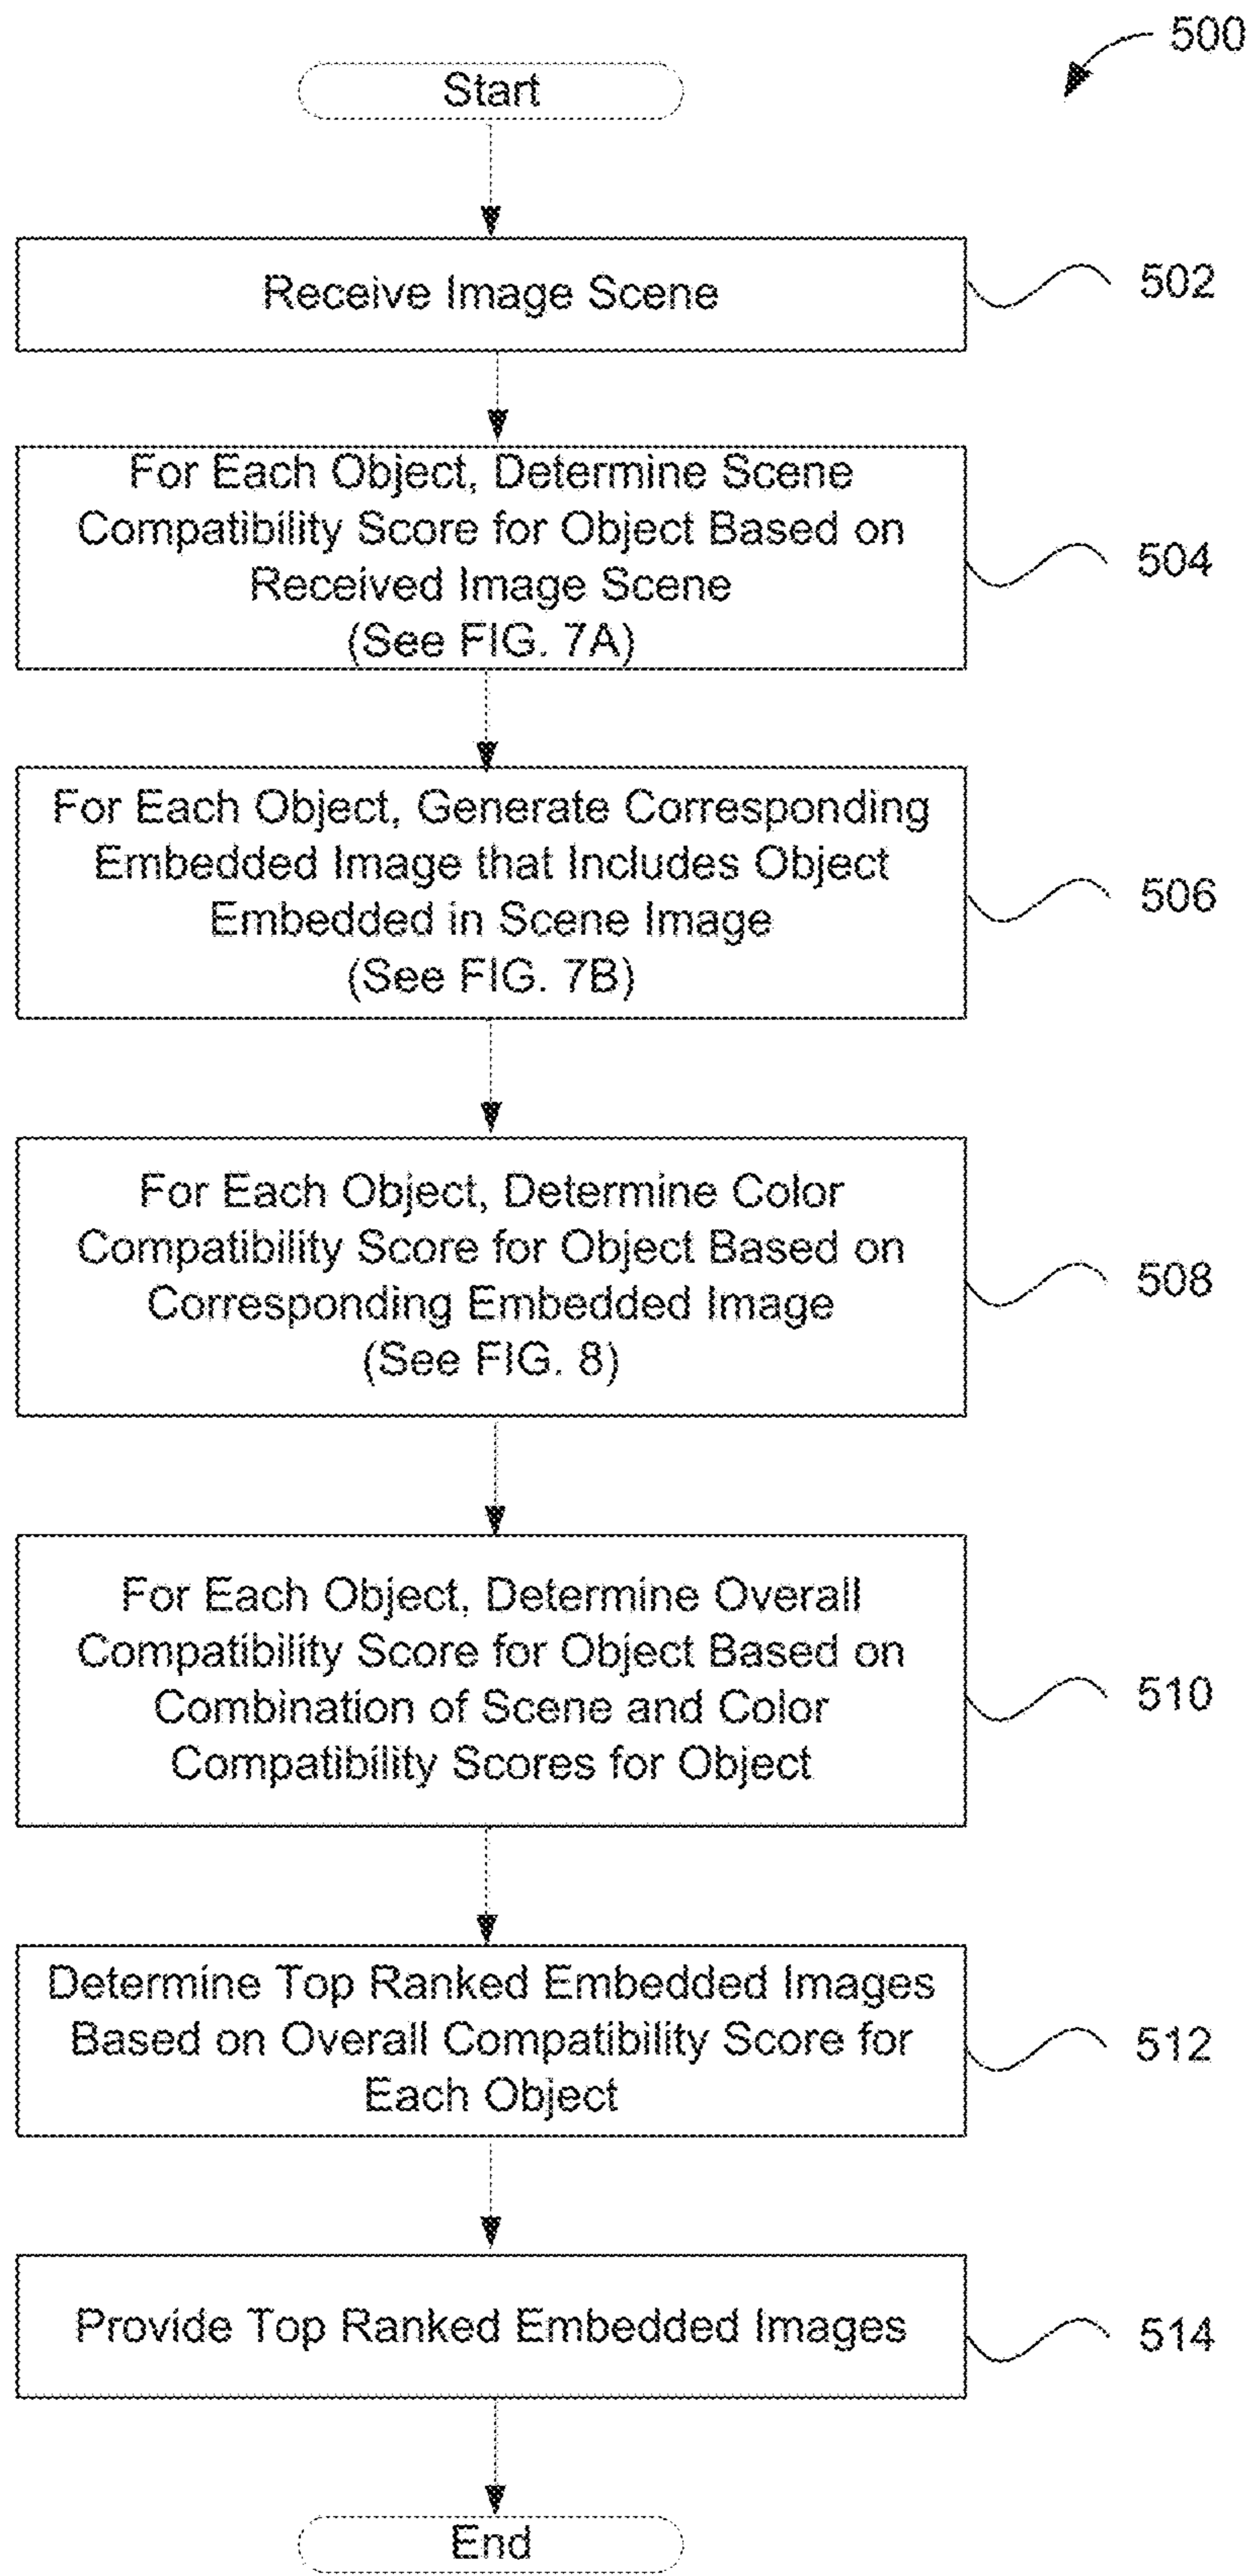 500
Start
Receive Image Scene
502
For Each Object, Determine Scene
Compatibility Score for Object Based on
Received Image Scene
(See FIG. 7A)
504
For Each Object, Generate Corresponding
Embedded Image that Includes Object
Embedded in Scene Image
(See FIG. 7B)
506
For Each Object, Determine Color
Compatibility Score for Object Based on
Corresponding Embedded Image
(See FIG. 8)
508
For Each Object, Determine Overall
Compatibility Score for Object Based on
Combination of Scene and Color
Compatibility Scores for Object
510
Determine Top Ranked Embedded Images
Based on Overall Compatibility Score for
Each Object
512
Provide Top Ranked Embedded Images
514
End